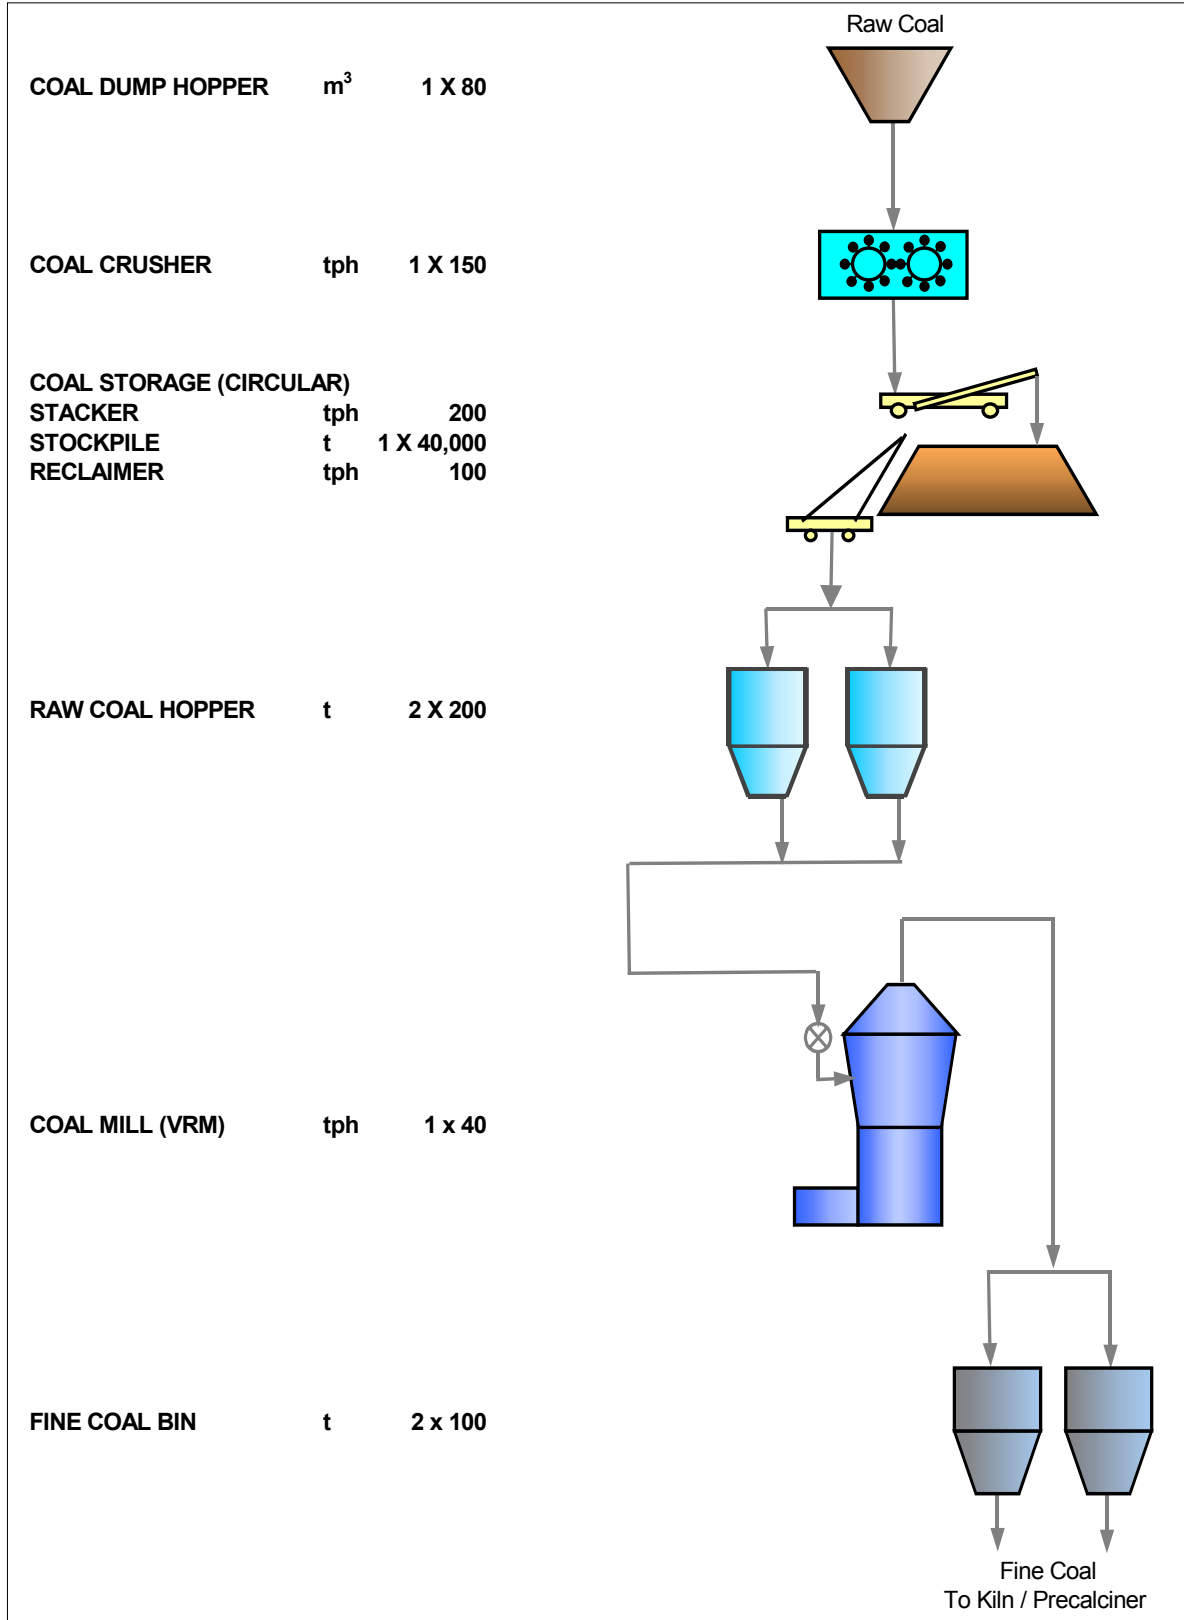 Raw Coal
COAL DUMP HOPPER m³ 1 X 80
COAL CRUSHER tph 1 X 150
COAL STORAGE (CIRCULAR)
STACKER tph 200
STOCKPILE t 1 X 40,000
RECLAIMER tph 100
RAW COAL HOPPER t 2 X 200
COAL MILL (VRM) tph 1 x 40
FINE COAL BIN t 2 x 100
Fine Coal
To Kiln / Precalciner